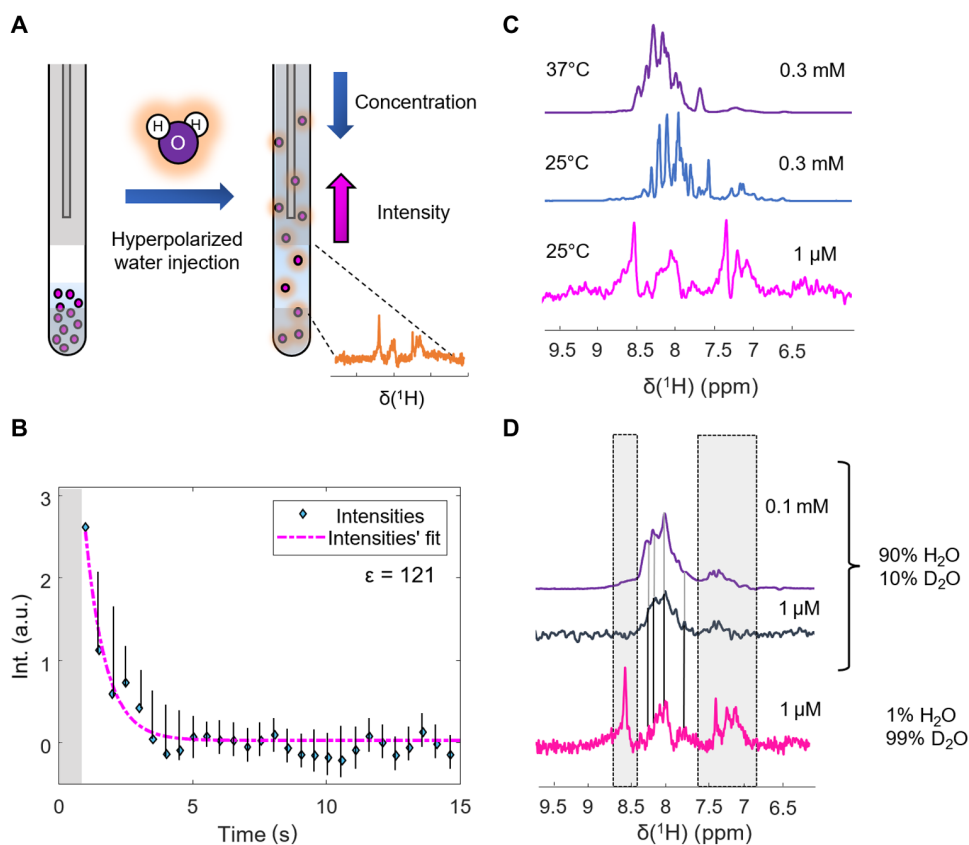 A
H
H
O
Hyperpolarized
water injection
Concentration
Intensity
δ(¹H)
B
Int. (a.u.)
3
2
1
0
Intensities
Intensities' fit
ε = 121
0
5
10
15
Time (s)
C
37°C
0.3 mM
25°C
0.3 mM
25°C
1 µM
9.5
9
8.5
8
7.5
7
6.5
δ(¹H) (ppm)
D
0.1 mM
1 µM
1 µM
90% H₂O
10% D₂O
1% H₂O
99% D₂O
9.5
9
8.5
8
7.5
7
6.5
δ(¹H) (ppm)